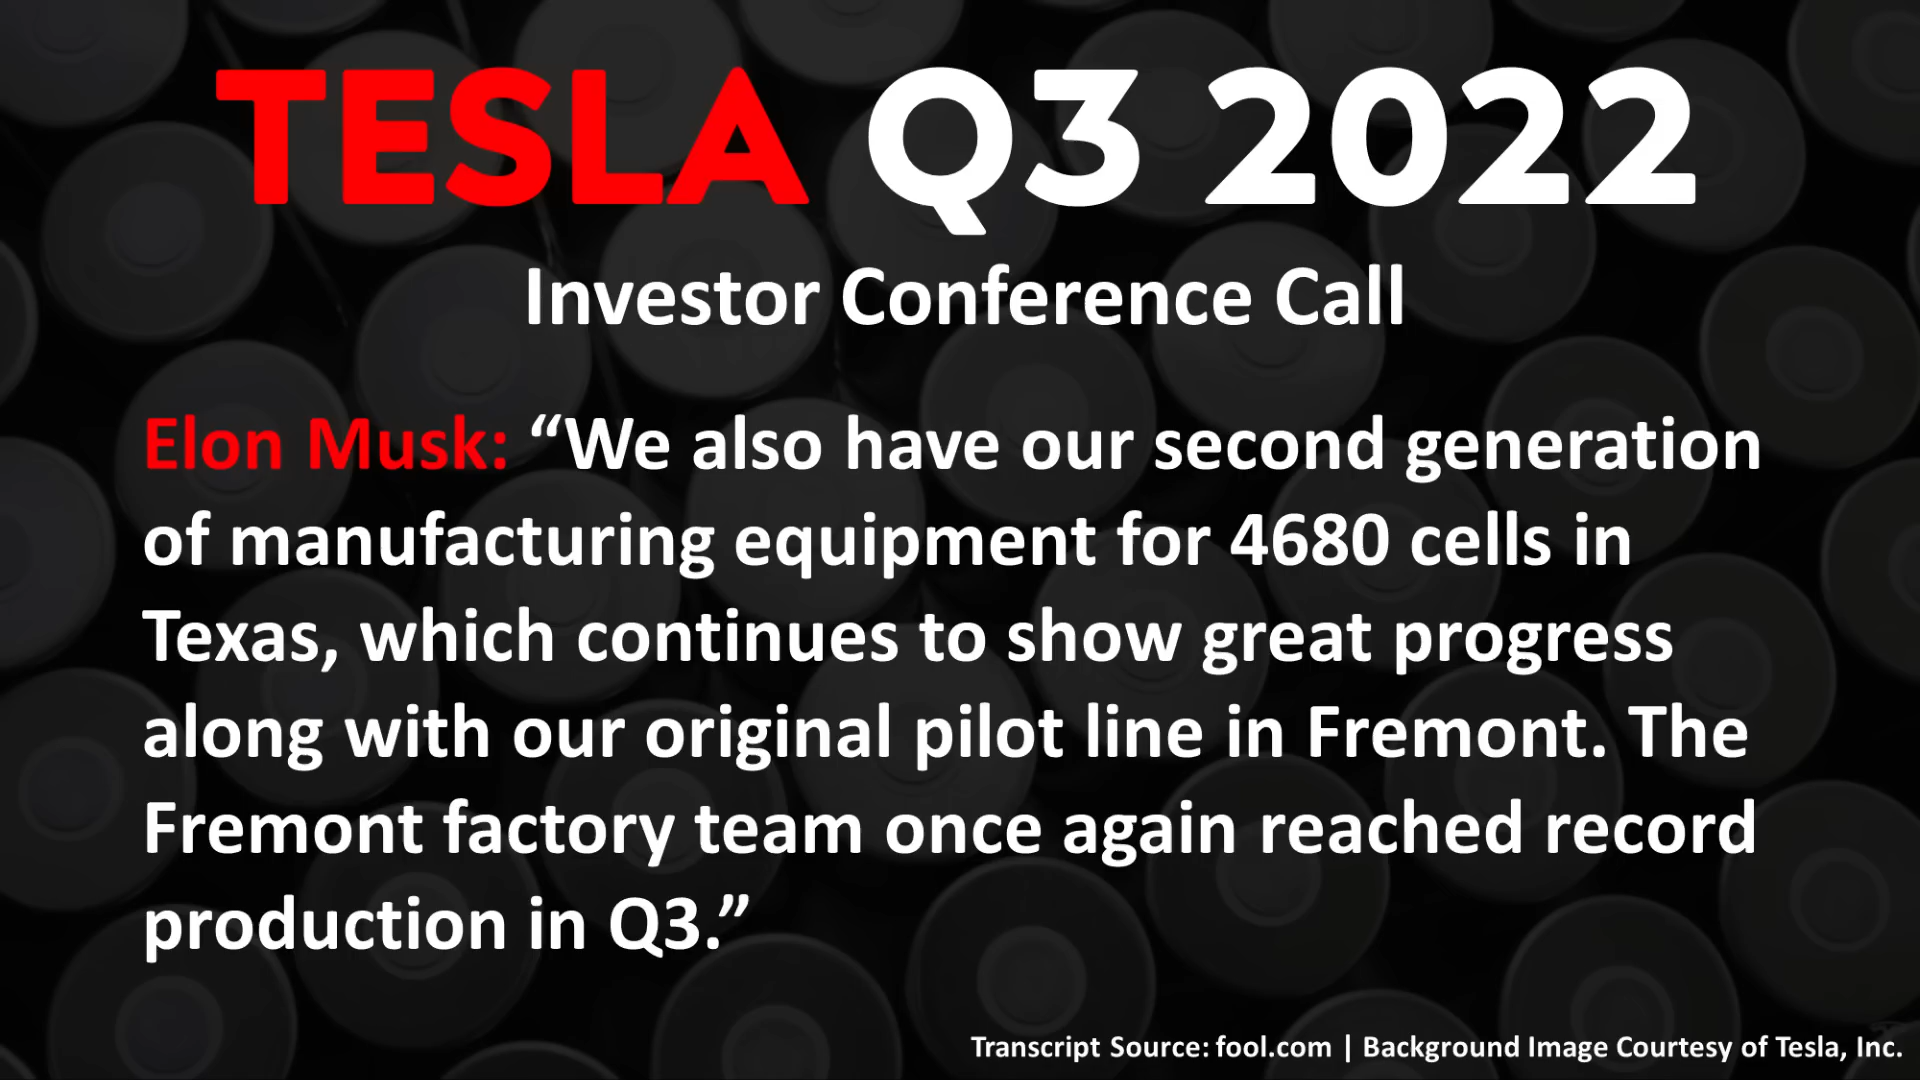 TESLA Q3 2022
Investor Conference Call
Elon Musk: “We also have our second generation
of manufacturing equipment for 4680 cells in
Texas, which continues to show great progress
along with our original pilot line in Fremont. The
Fremont factory team once again reached record
production in Q3.”
Transcript Source: fool.com | Background Image Courtesy of Tesla, Inc.